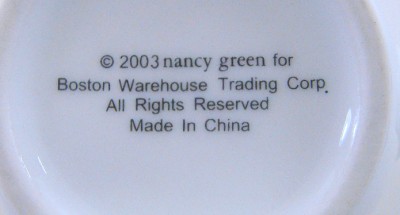 © 2003 nancy green for
Boston Warehouse Trading Corp.
All Rights Reserved
Made In China